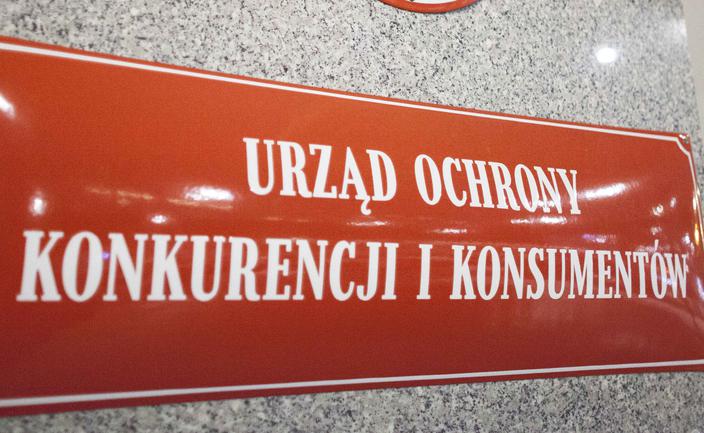 URZĄD OCHRONY
KONKURENCJI I KONSUMENTÓW